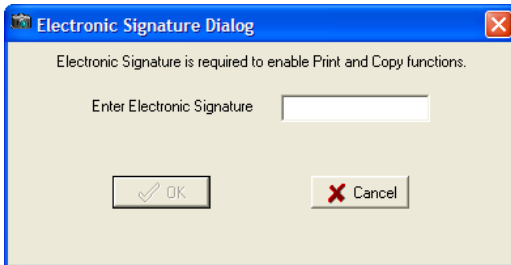 Electronic Signature Dialog
Electronic Signature is required to enable Print and Copy functions.
Enter Electronic Signature
OK Cancel